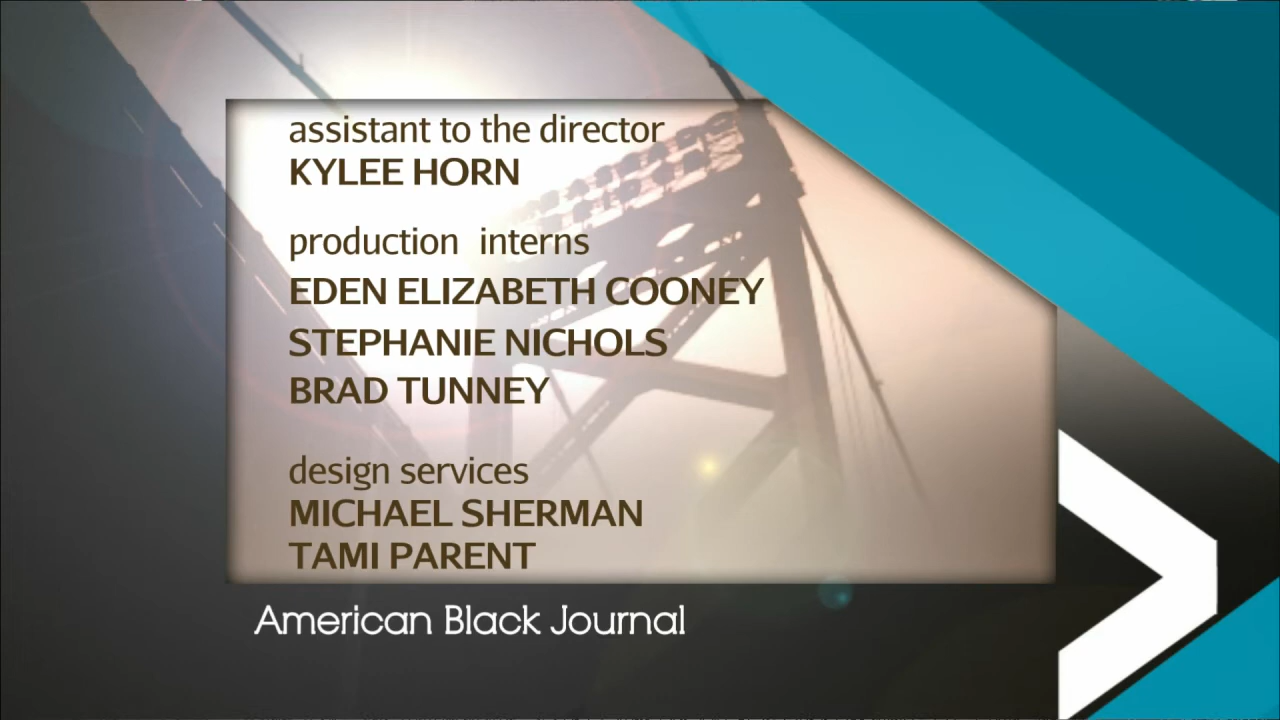 assistant to the director
KYLEE HORN
production interns
EDEN ELIZABETH COONEY
STEPHANIE NICHOLS
BRAD TUNNEY
design services
MICHAEL SHERMAN
TAMI PARENT
American Black Journal